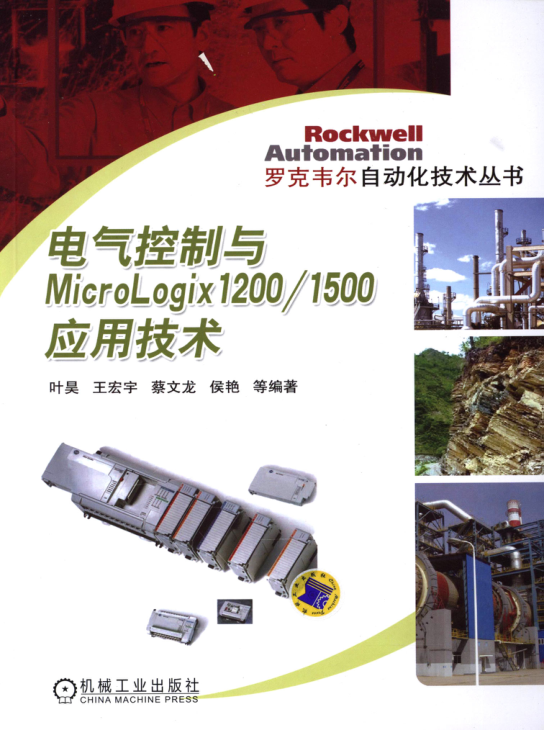 Rockwell
Automation
罗克韦尔自动化技术丛书
电气控制与
MicroLogix1200/1500
应用技术
叶昊 王宏宇 蔡文龙 侯艳 等编著
机械工业出版社
CHINA MACHINE PRESS